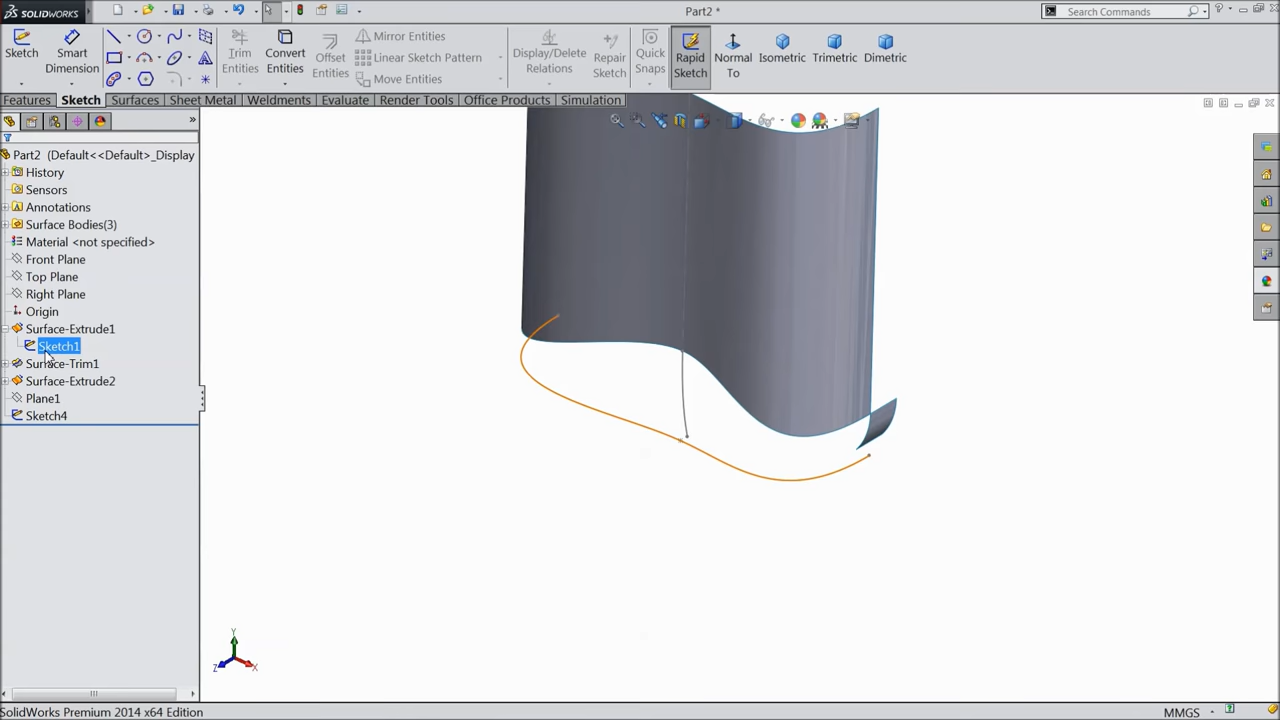 SOLIDWORKS
Part2 *
Search Commands
Sketch
Smart Dimension
Trim Entities
Convert Entities
Offset Entities
Mirror Entities
Linear Sketch Pattern
Move Entities
Display/Delete Relations
Repair Sketch
Quick Snaps
Rapid Sketch
Normal To
Isometric
Trimetric
Dimetric
Features
Sketch
Surfaces
Sheet Metal
Weldments
Evaluate
Render Tools
Office Products
Simulation
Part2 (Default<<Default>_Display
History
Sensors
Annotations
Surface Bodies(3)
Material <not specified>
Front Plane
Top Plane
Right Plane
Origin
Surface-Extrude1
Sketch1
Surface-Trim1
Surface-Extrude2
Plane1
Sketch4
Y
Z
X
SolidWorks Premium 2014 x64 Edition
MMGS